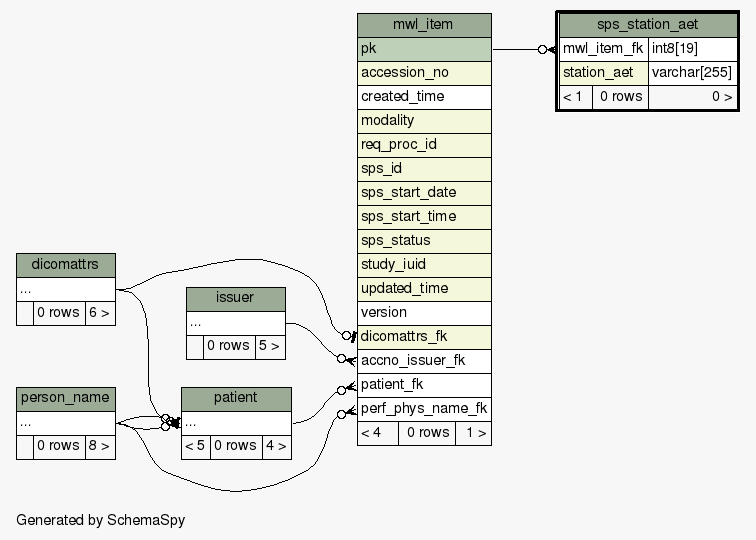 mwl_item
pk
accession_no
created_time
modality
req_proc_id
sps_id
sps_start_date
sps_start_time
sps_status
study_iuid
updated_time
version
dicomattrs_fk
accno_issuer_fk
patient_fk
perf_phys_name_fk
< 4 0 rows 1 >
sps_station_aet
mwl_item_fk int8[19]
station_aet varchar[255]
< 1 0 rows 0 >
dicomattrs
...
0 rows 6 >
issuer
...
0 rows 5 >
person_name
...
0 rows 8 >
patient
...
< 5 0 rows 4 >
Generated by SchemaSpy